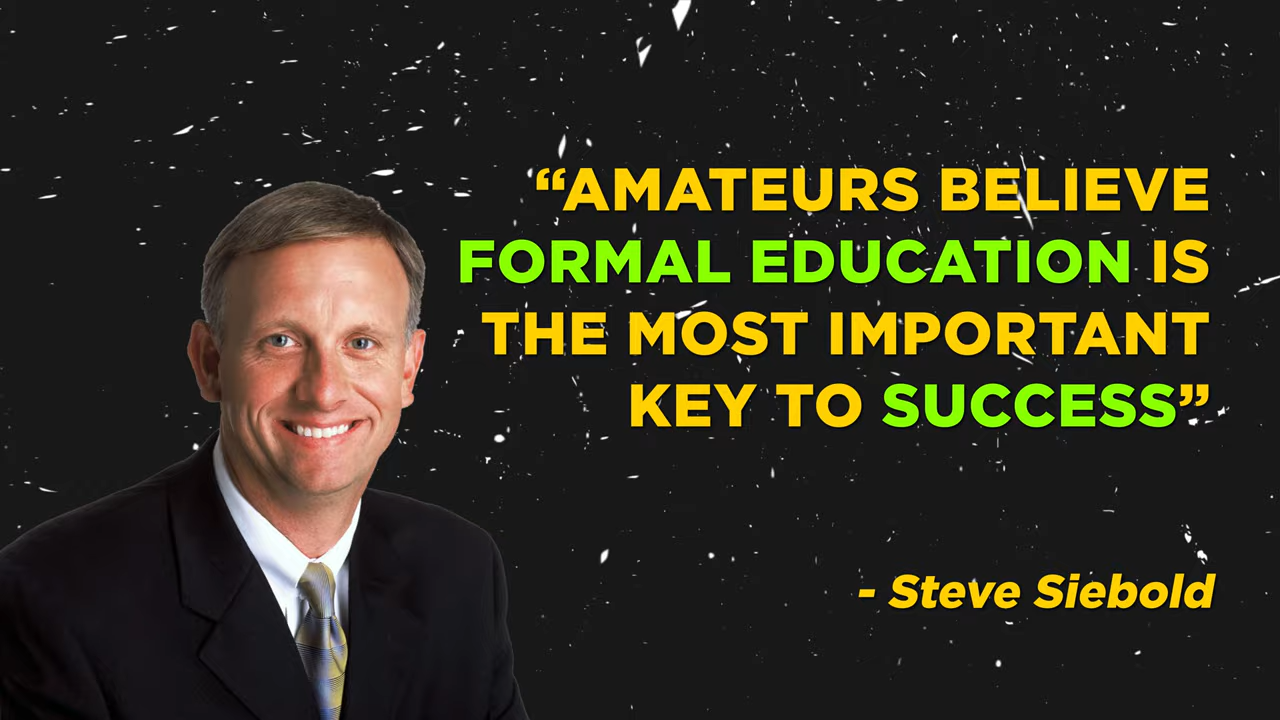 “AMATEURS BELIEVE
FORMAL EDUCATION IS
THE MOST IMPORTANT
KEY TO SUCCESS”
- Steve Siebold